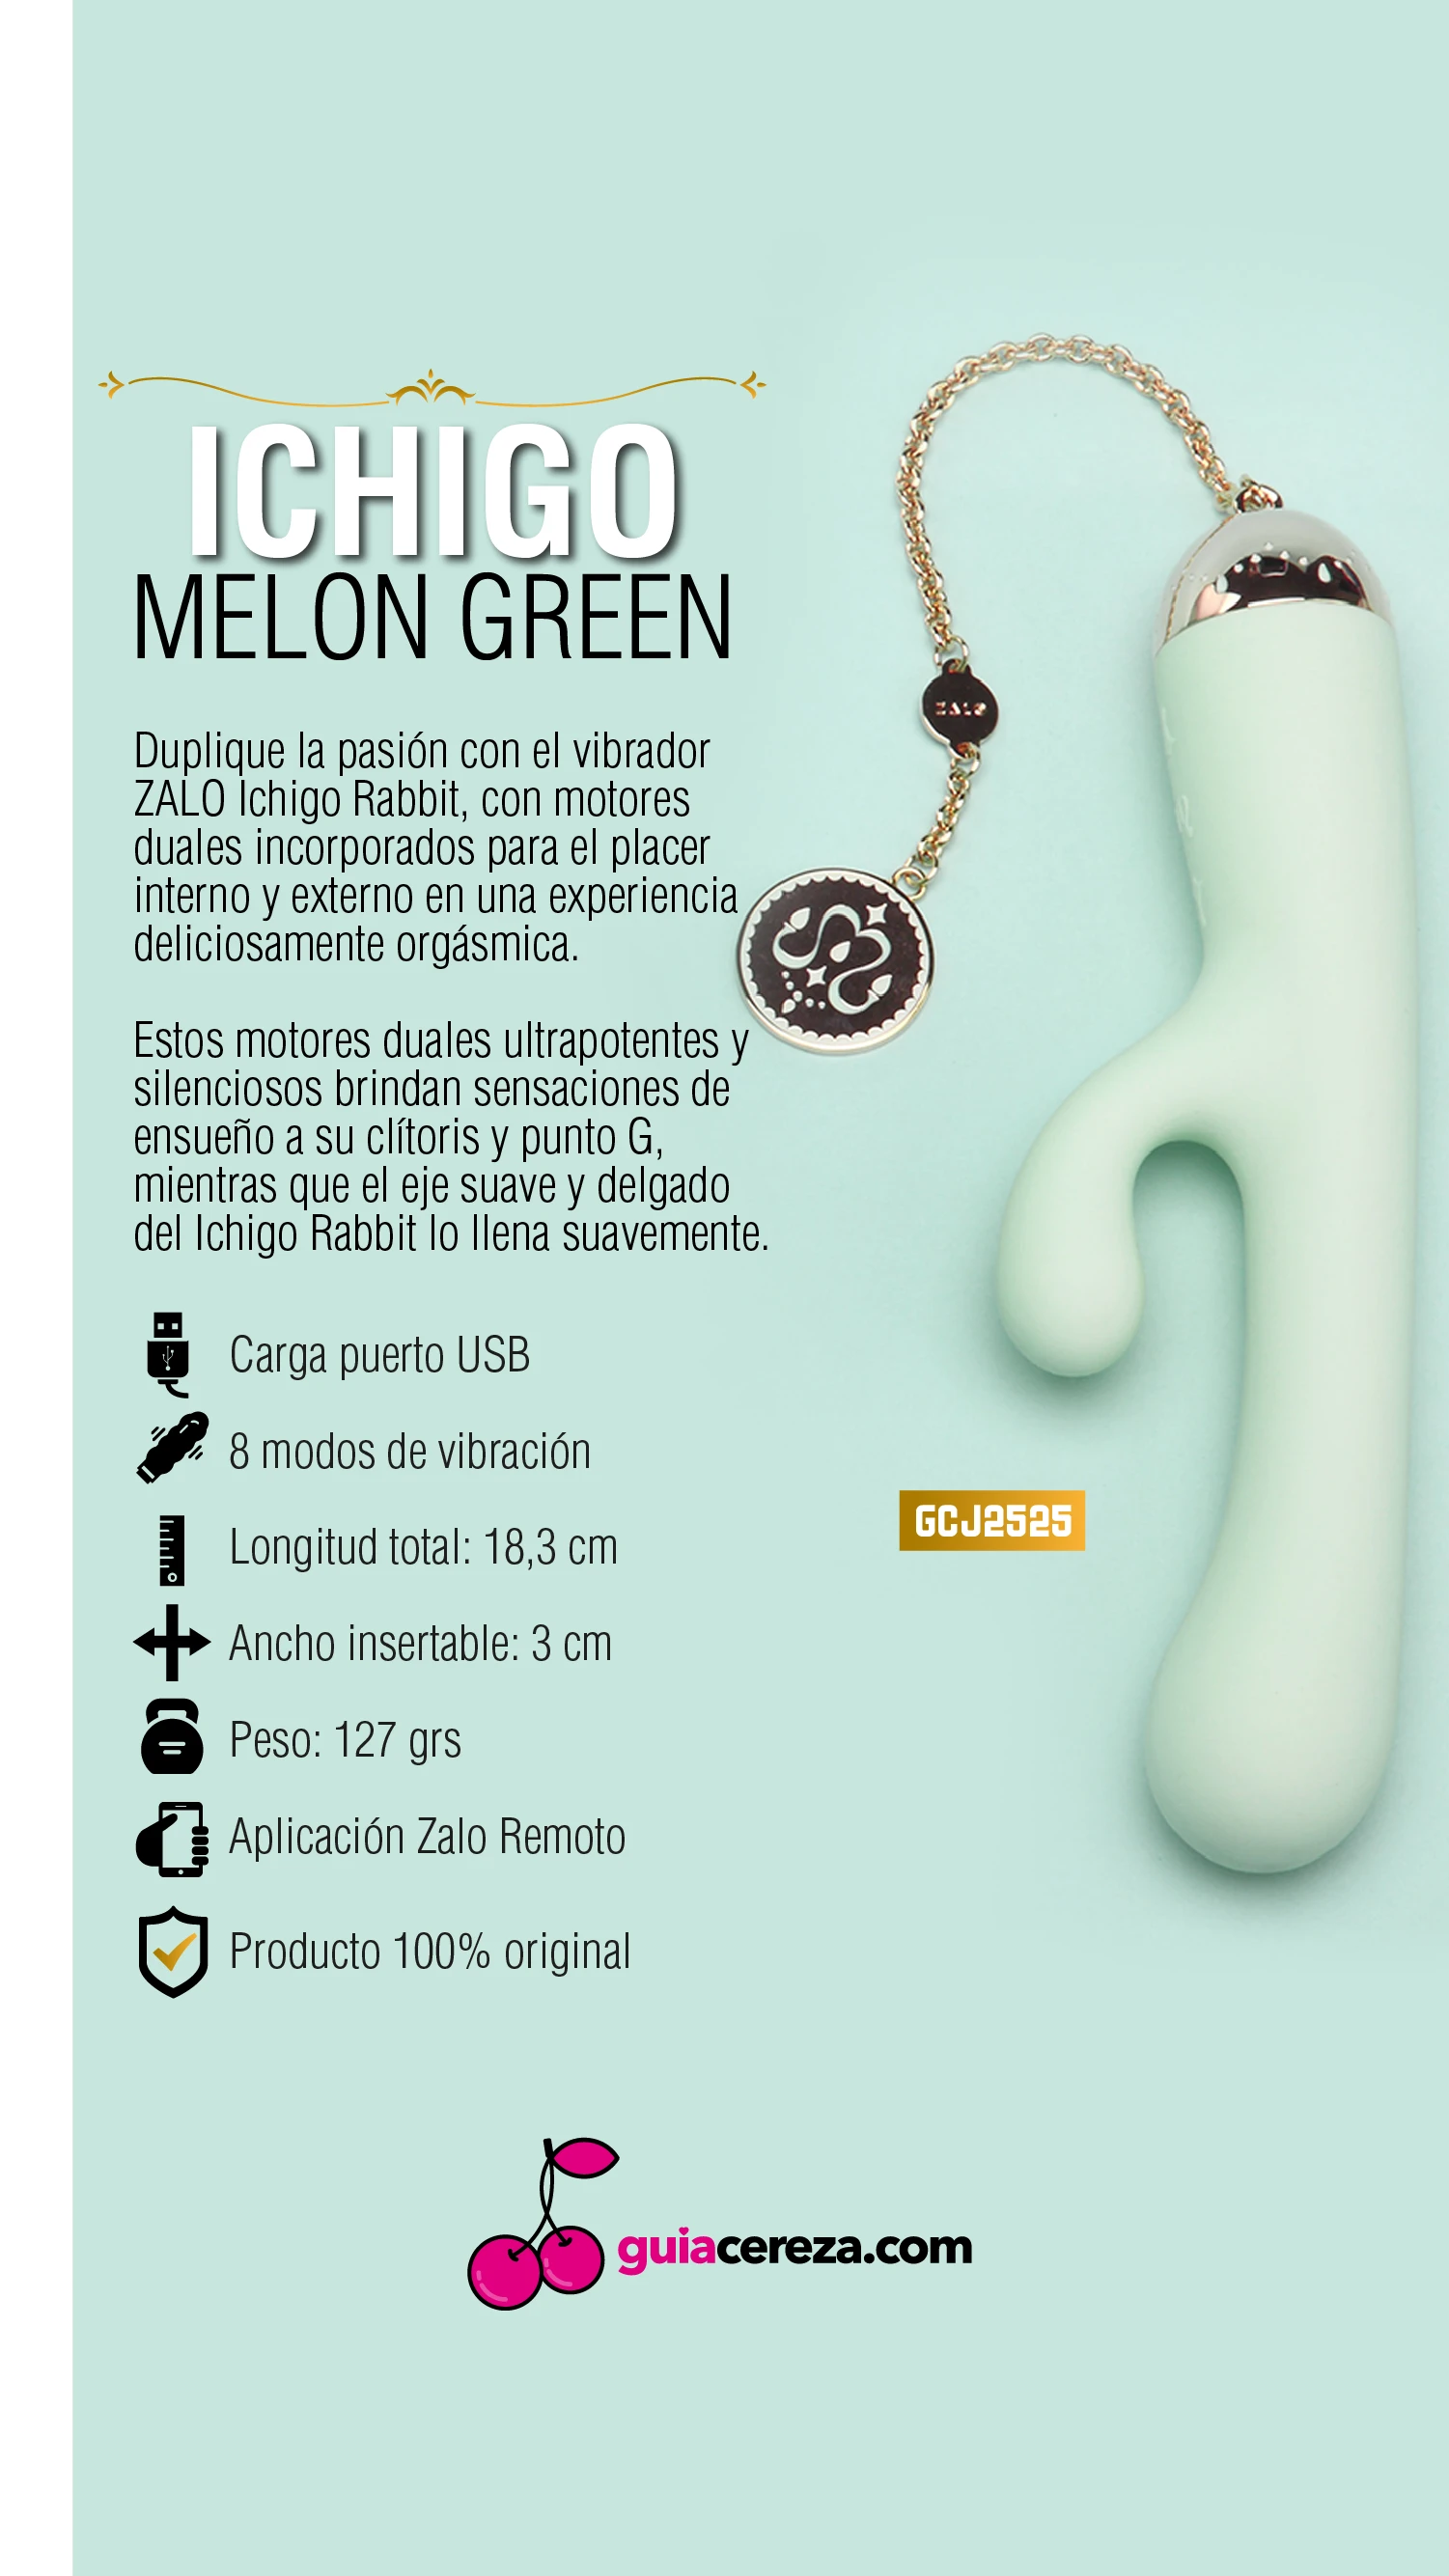 ICHIGO
MELON GREEN
Duplique la pasión con el vibrador
ZALO Ichigo Rabbit, con motores
duales incorporados para el placer
interno y externo en una experiencia
deliciosamente orgásmica.
Estos motores duales ultrapotentes y
silenciosos brindan sensaciones de
ensueño a su clítoris y punto G,
mientras que el eje suave y delgado
del Ichigo Rabbit lo llena suavemente.
Carga puerto USB
8 modos de vibración
Longitud total: 18,3 cm
Ancho insertable: 3 cm
Peso: 127 grs
Aplicación Zalo Remoto
Producto 100% original
ZALO
GCJ2525
guiacereza.com